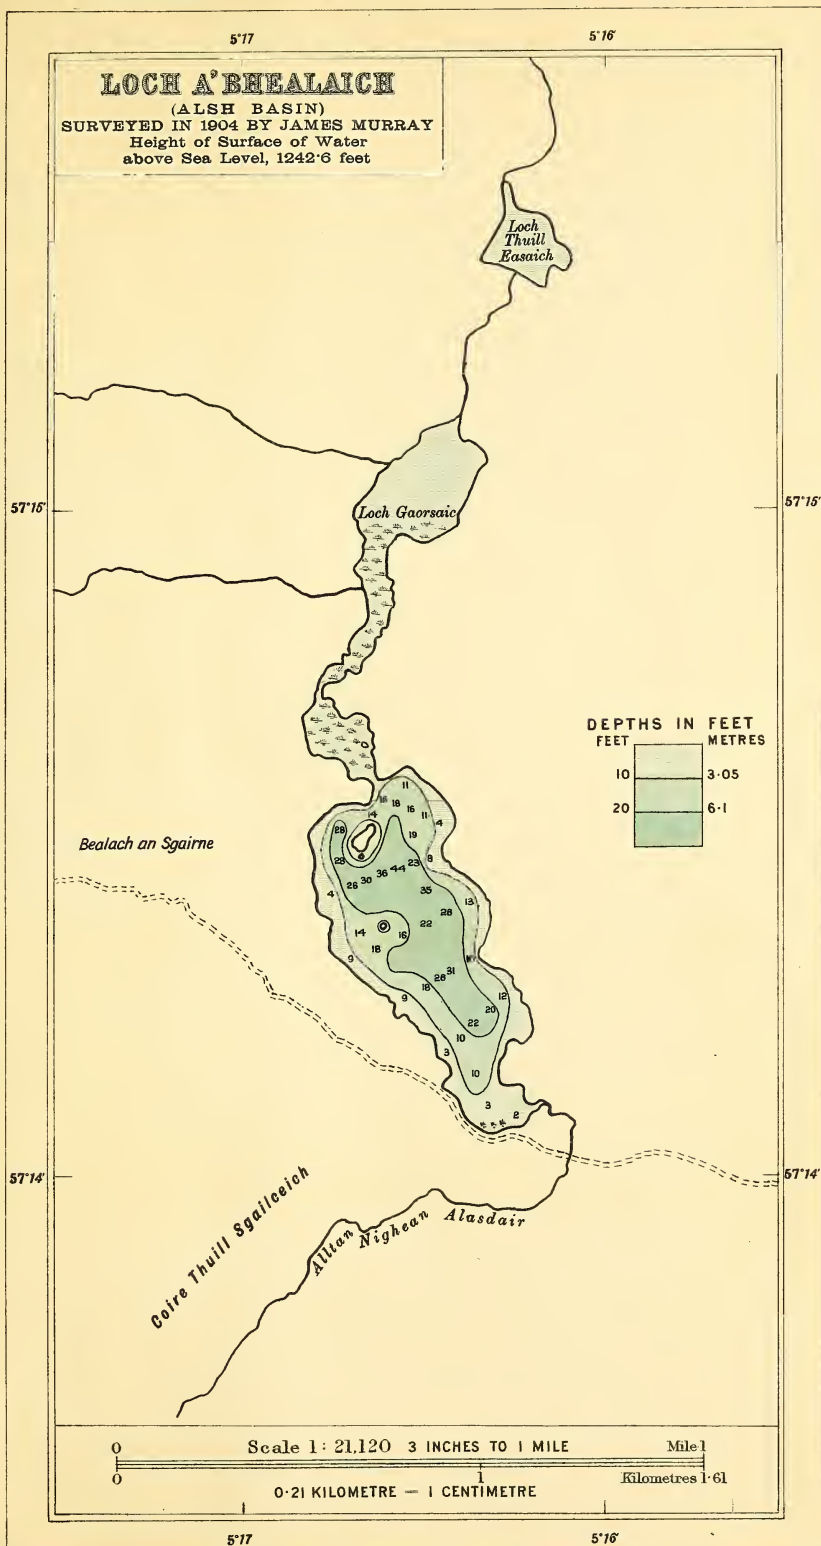 5°17
5°16'
LOCH A'BHEALAICH
(ALSH BASIN)
SURVEYED IN 1904 BY JAMES MURRAY
Height of Surface of Water
above Sea Level, 1242·6 feet
Loch
Thuill
Easaich
57°15'
Loch Gaorsaic
57°15'
DEPTHS IN FEET
FEET METRES
10 3·05
20 6·1
Bealach an Sgairne
11
16 18 16
14 11 4
28 19
28 44 23 8
26 30 36
4 35 13
28
14 16 22
18
9
31
26
18 12
9 20
22
10
3
10
3
2
57°14'
57°14'
Coire Thuill Sgailceich
Alltan Nighean Alasdair
0 Scale 1:21,120 3 INCHES TO 1 MILE Mile 1
0 1 Kilometres 1·61
0·21 KILOMETRE = 1 CENTIMETRE
5°17
5°16'